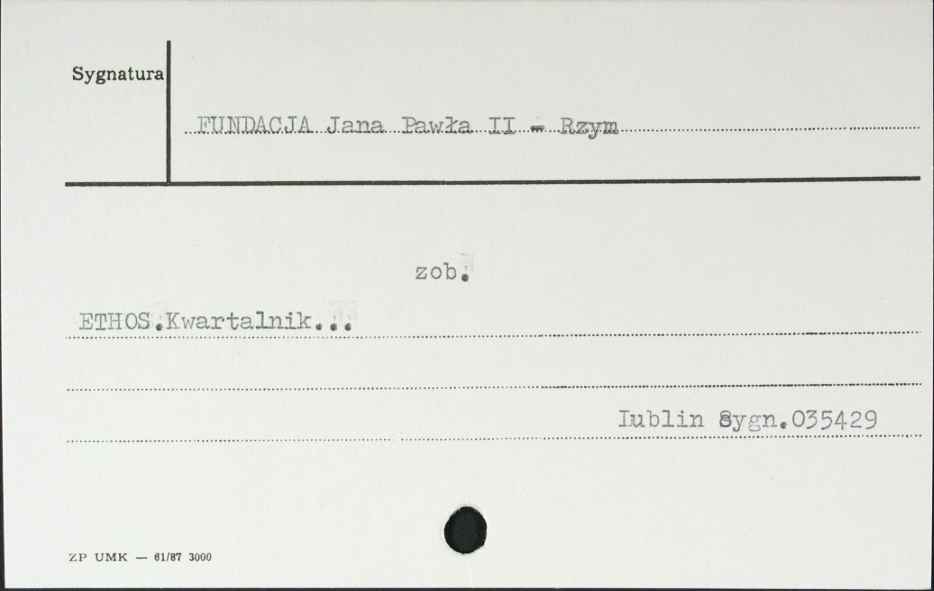 Sygnatura
FUNDACJA Jana Pawła II - Rzym
zob.
ETHOS.Kwartalnik...
Lublin Sygn.035429
ZP UMK — 61/87 3000